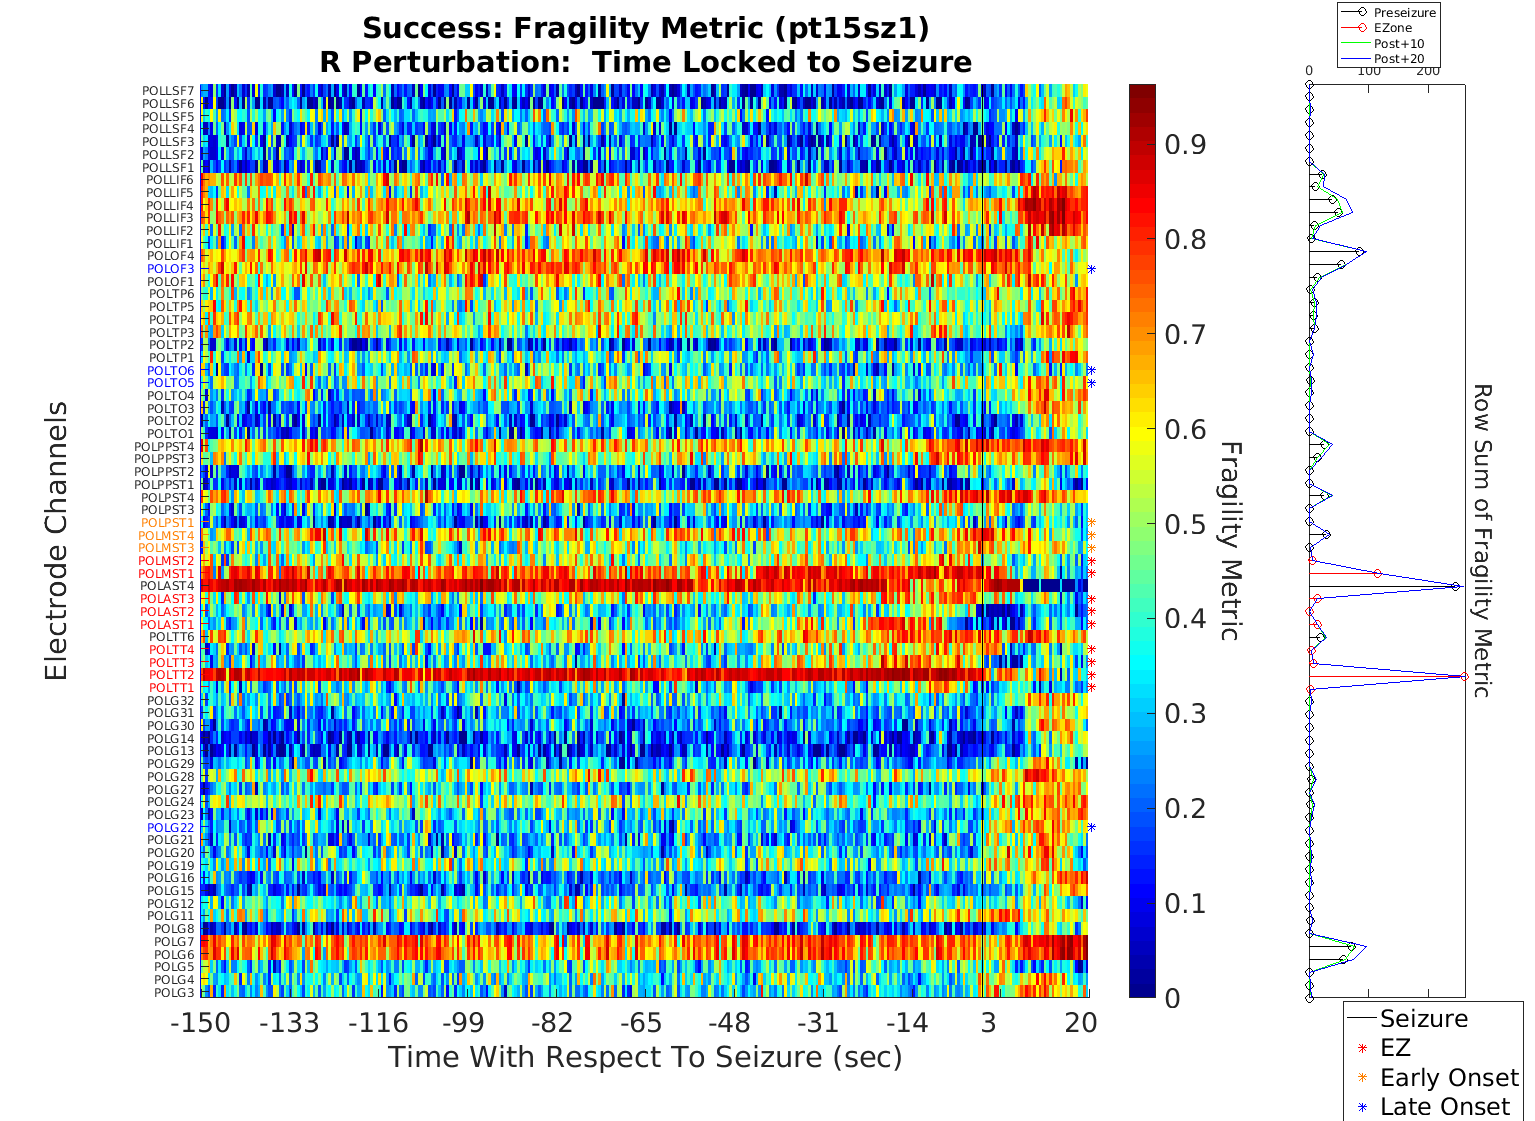 Success: Fragility Metric (pt15sz1)
R Perturbation:  Time Locked to Seizure
Preseizure
EZone
Post+10
Post+20
0 100 200
POLLSF7
POLLSF6
POLLSF5
POLLSF4
POLLSF3
POLLSF2
POLLSF1
POLLIF6
POLLIF5
POLLIF4
POLLIF3
POLLIF2
POLLIF1
POLOF4
POLOF3
POLOF1
POLTP6
POLTP5
POLTP4
POLTP3
POLTP2
POLTP1
POLTO6
POLTO5
POLTO4
POLTO3
POLTO2
POLTO1
POLPPST4
POLPPST3
POLPPST2
POLPPST1
POLPST4
POLPST3
POLPST1
POLMST4
POLMST3
POLMST2
POLMST1
POLAST4
POLAST3
POLAST2
POLAST1
POLTT6
POLTT4
POLTT3
POLTT2
POLTT1
POLG32
POLG31
POLG30
POLG14
POLG13
POLG29
POLG28
POLG27
POLG24
POLG23
POLG22
POLG21
POLG20
POLG19
POLG16
POLG15
POLG12
POLG11
POLG8
POLG7
POLG6
POLG5
POLG4
POLG3
Electrode Channels
-150 -133 -116 -99 -82 -65 -48 -31 -14 3 20
Time With Respect To Seizure (sec)
0.9
0.8
0.7
0.6
0.5
0.4
0.3
0.2
0.1
0
Fragility Metric
Row Sum of Fragility Metric
Seizure
EZ
Early Onset
Late Onset